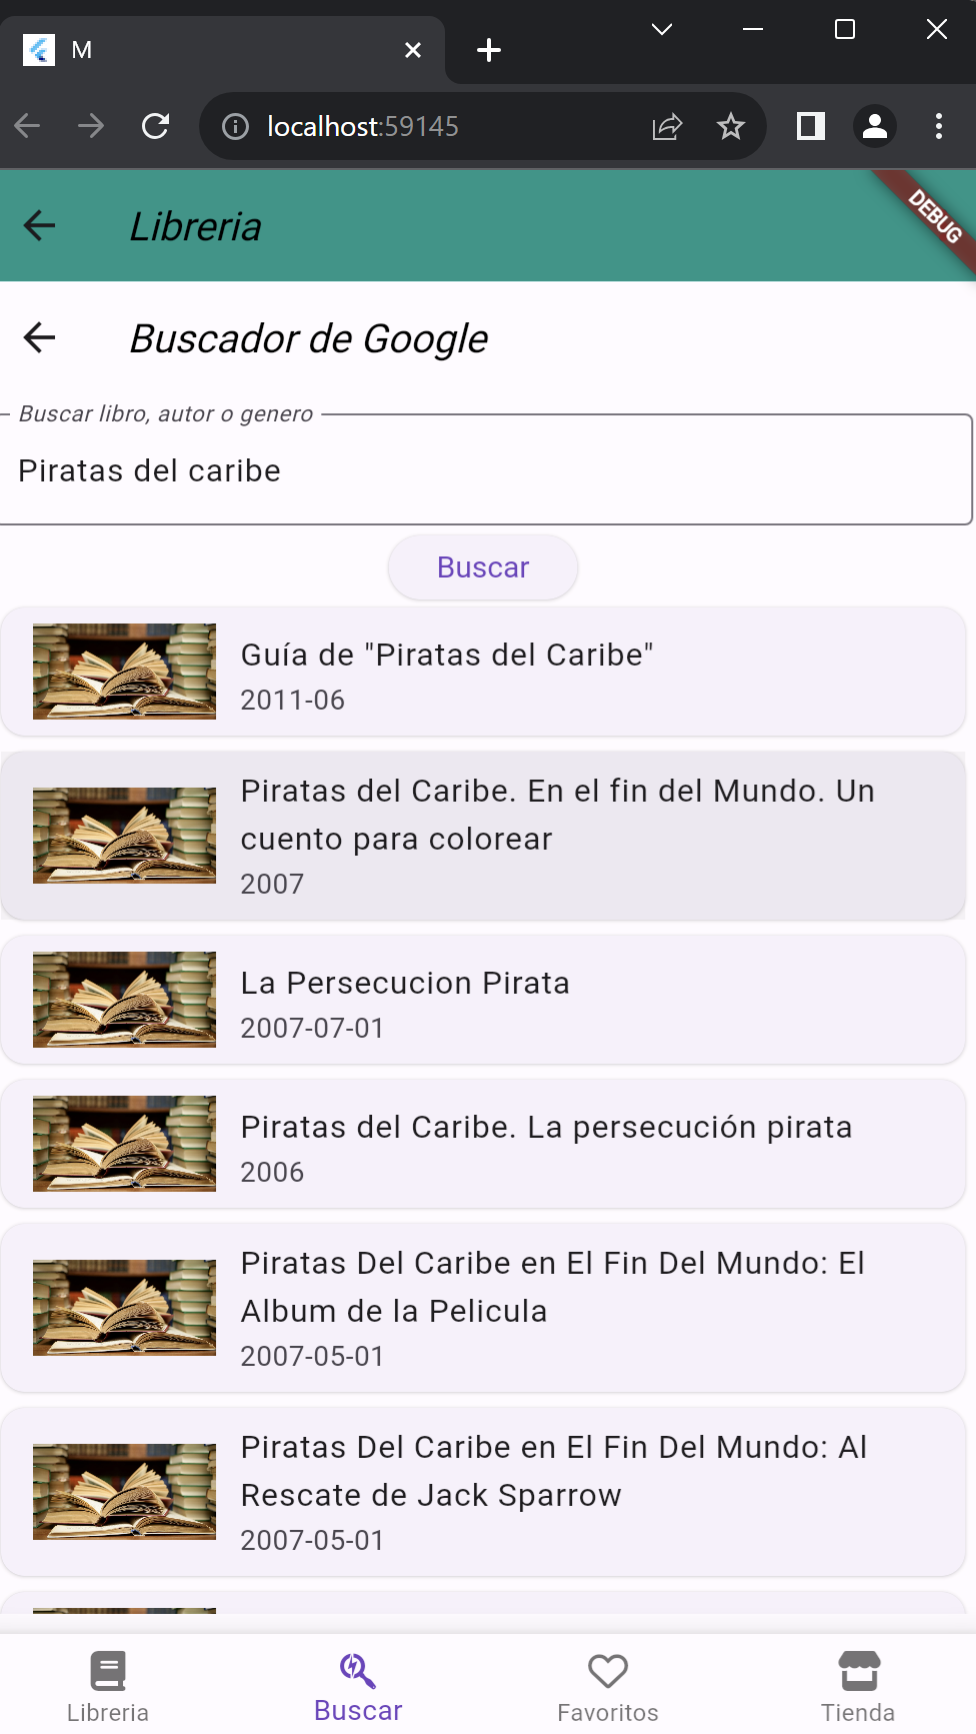 M
localhost:59145
Libreria
DEBUG
Buscador de Google
Buscar libro, autor o genero
Piratas del caribe
Buscar
Guía de "Piratas del Caribe"
2011-06
Piratas del Caribe. En el fin del Mundo. Un
cuento para colorear
2007
La Persecucion Pirata
2007-07-01
Piratas del Caribe. La persecución pirata
2006
Piratas Del Caribe en El Fin Del Mundo: El
Album de la Pelicula
2007-05-01
Piratas Del Caribe en El Fin Del Mundo: Al
Rescate de Jack Sparrow
2007-05-01
Libreria
Buscar
Favoritos
Tienda